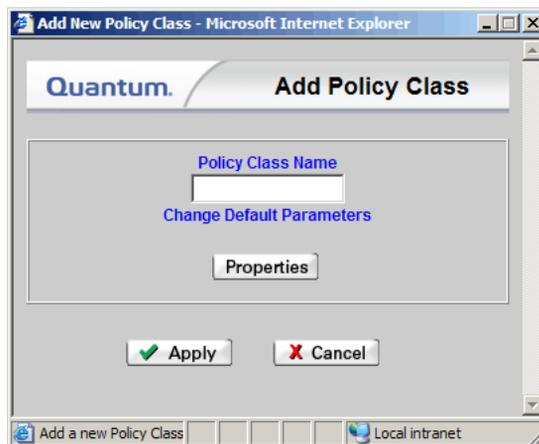 Add New Policy Class - Microsoft Internet Explorer
Quantum.
Add Policy Class
Policy Class Name
Change Default Parameters
Properties
Apply
Cancel
Add a new Policy Class
Local intranet